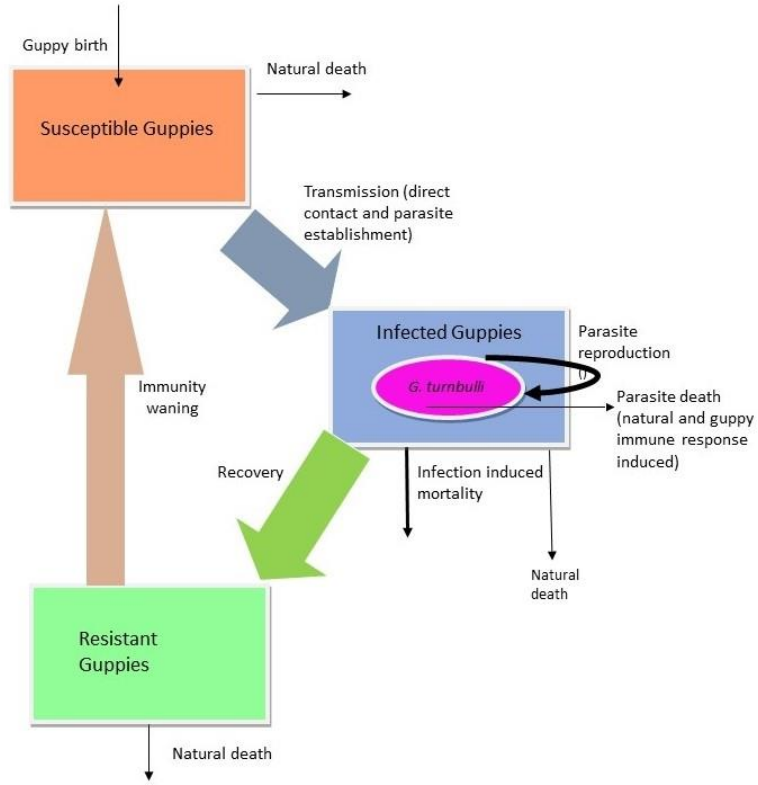 Guppy birth
Natural death
Susceptible Guppies
Transmission (direct
contact and parasite
establishment)
Infected Guppies
Parasite
reproduction
()
G. turnbulli
Parasite death
(natural and guppy
immune response
induced)
Immunity
waning
Recovery
Infection induced
mortality
Natural
death
Resistant
Guppies
Natural death